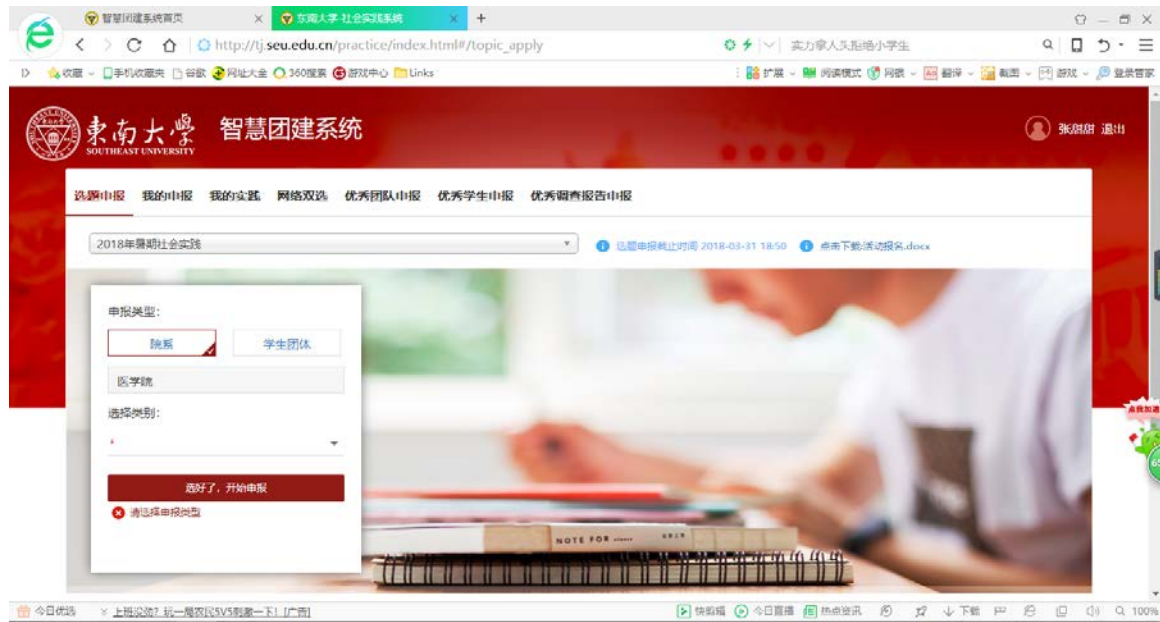 智慧团建系统首页
东南大学-社会实践系统
http://tj.seu.edu.cn/practice/index.html#/topic_apply
实力拿人头拒绝小学生
收藏
手机收藏夹
谷歌
网址大全
360搜索
游戏中心
Links
扩展
阅读模式
网银
翻译
截图
游戏
登录管家
東南大學
SOUTHEAST UNIVERSITY
智慧团建系统
退出
选题申报 我的申报 我的实践 网络双选 优秀团队申报 优秀学生申报 优秀调查报告申报
2018年暑期社会实践
选题申报截止时间 2018-03-31 18:50
点击下载:活动报名.docx
申报类型:
院系
学生团体
医学院
选择类别:
*
选好了，开始申报
请选择申报类型
NOTE FOR
点我加速
今日优选
上班没劲？玩一局农民5V5刺激一下！[广告]
快剪辑
今日直播
热点资讯
下载
100%